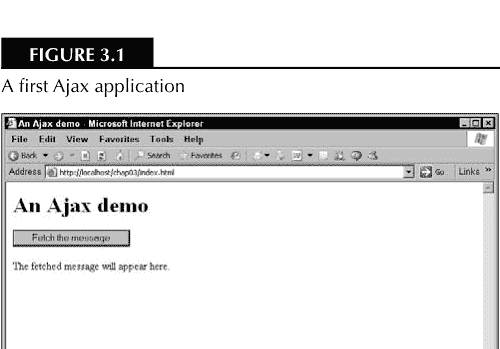 FIGURE 3.1
A first Ajax application
An Ajax demo - Microsoft Internet Explorer
File Edit View Favorites Tools Help
Back Search Favorites
Address http://localhost/chap03/index.html Go Links »
An Ajax demo
Fetch the message
The fetched message will appear here.